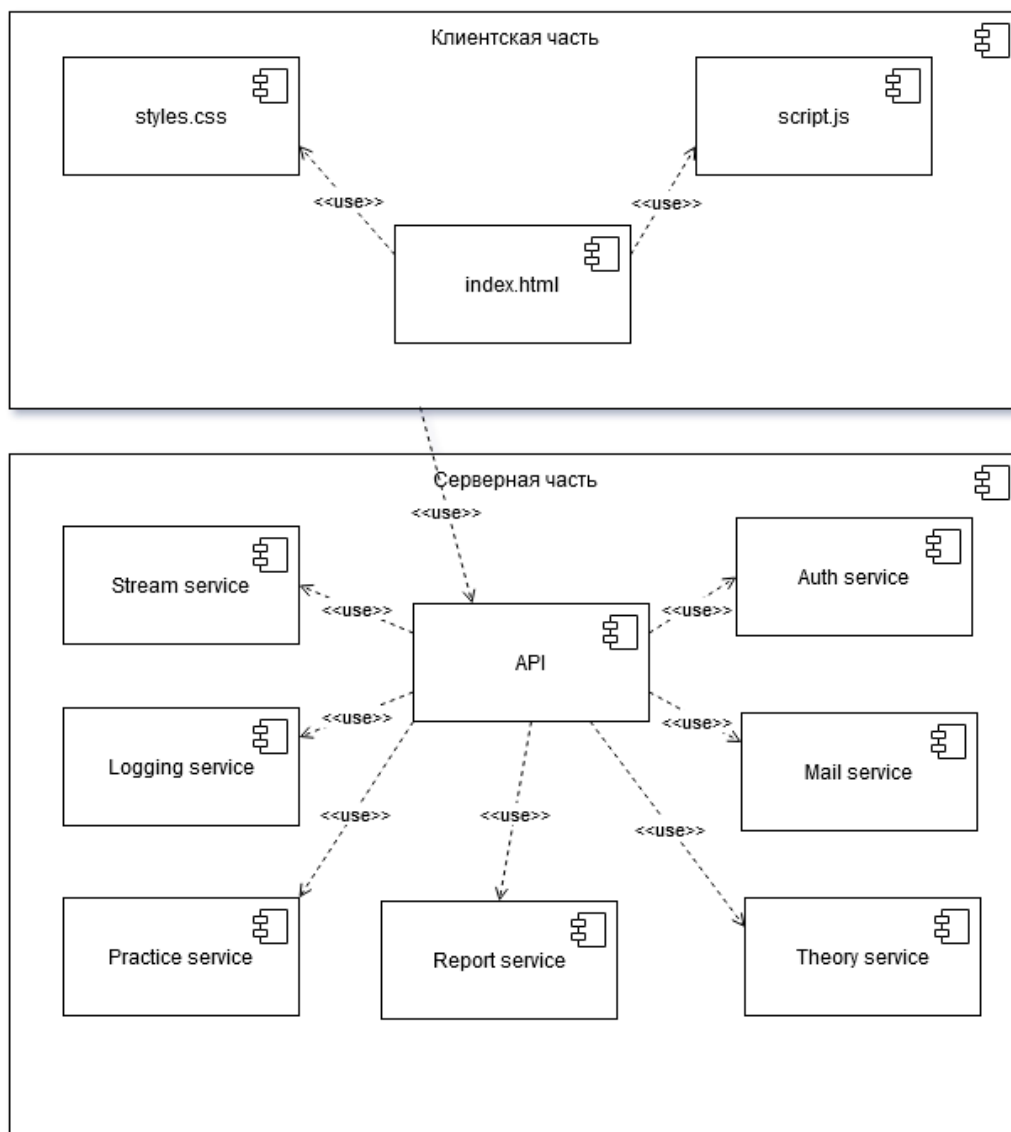 Клиентская часть
styles.css
script.js
<<use>>
<<use>>
index.html
Серверная часть
<<use>>
Stream service
Auth service
<<use>>
<<use>>
API
<<use>>
<<use>>
Logging service
Mail service
<<use>>
<<use>>
<<use>>
Practice service
Report service
Theory service